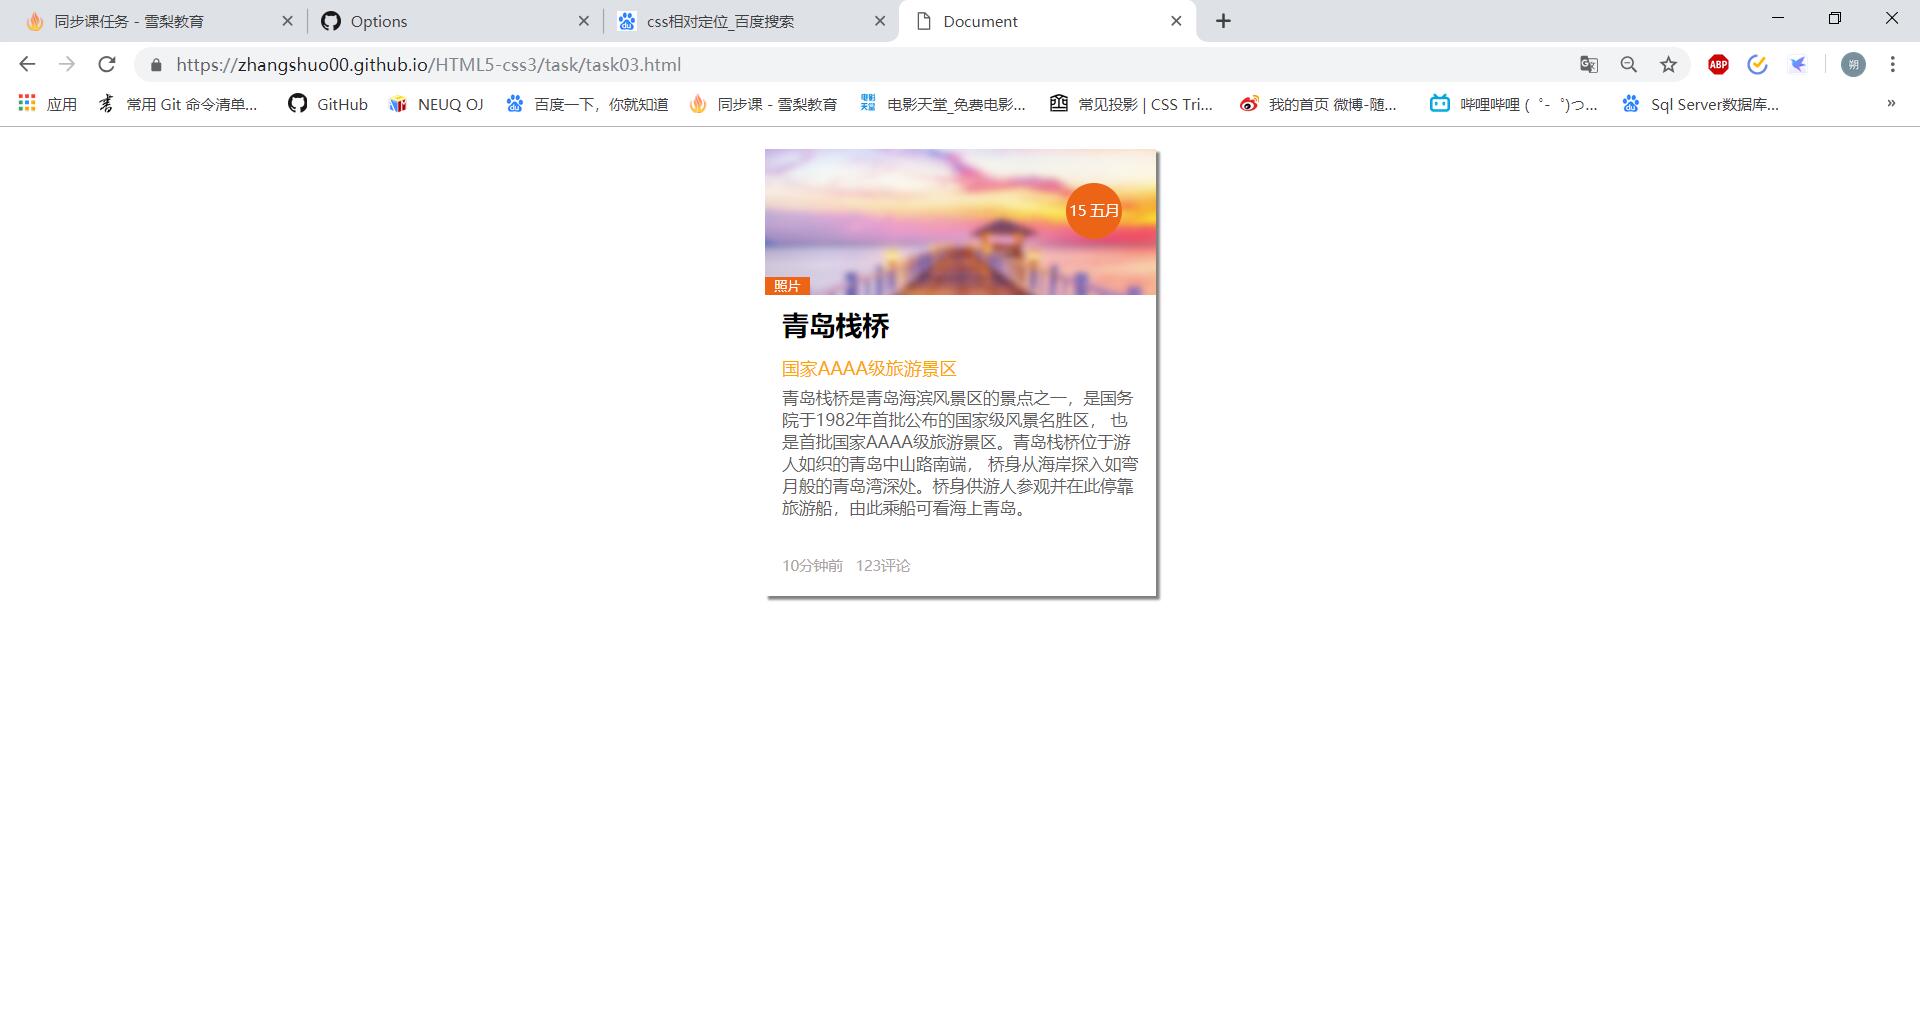 同步课任务 - 雪梨教育
Options
css相对定位_百度搜索
Document
https://zhangshuo00.github.io/HTML5-css3/task/task03.html
ABP
朔
应用
常用 Git 命令清单...
GitHub
NEUQ OJ
百度一下，你就知道
同步课 - 雪梨教育
电影天堂
电影天堂_免费电影...
常见投影 | CSS Tri...
我的首页 微博-随...
哔哩哔哩 ( ゜- ゜)つ...
Sql Server数据库...
»
15 五月
照片
青岛栈桥
国家AAAA级旅游景区
青岛栈桥是青岛海滨风景区的景点之一，是国务
院于1982年首批公布的国家级风景名胜区， 也
是首批国家AAAA级旅游景区。青岛栈桥位于游
人如织的青岛中山路南端， 桥身从海岸探入如弯
月般的青岛湾深处。桥身供游人参观并在此停靠
旅游船，由此乘船可看海上青岛。
10分钟前 123评论